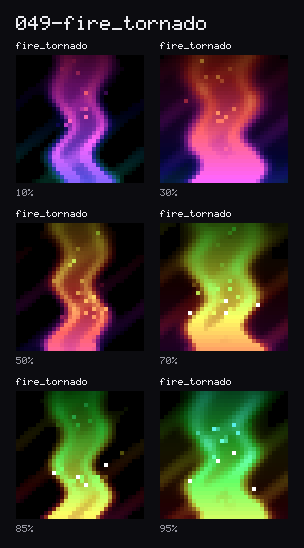 049-fire_tornado
fire_tornado
fire_tornado
10%
30%
fire_tornado
fire_tornado
50%
70%
fire_tornado
fire_tornado
85%
95%